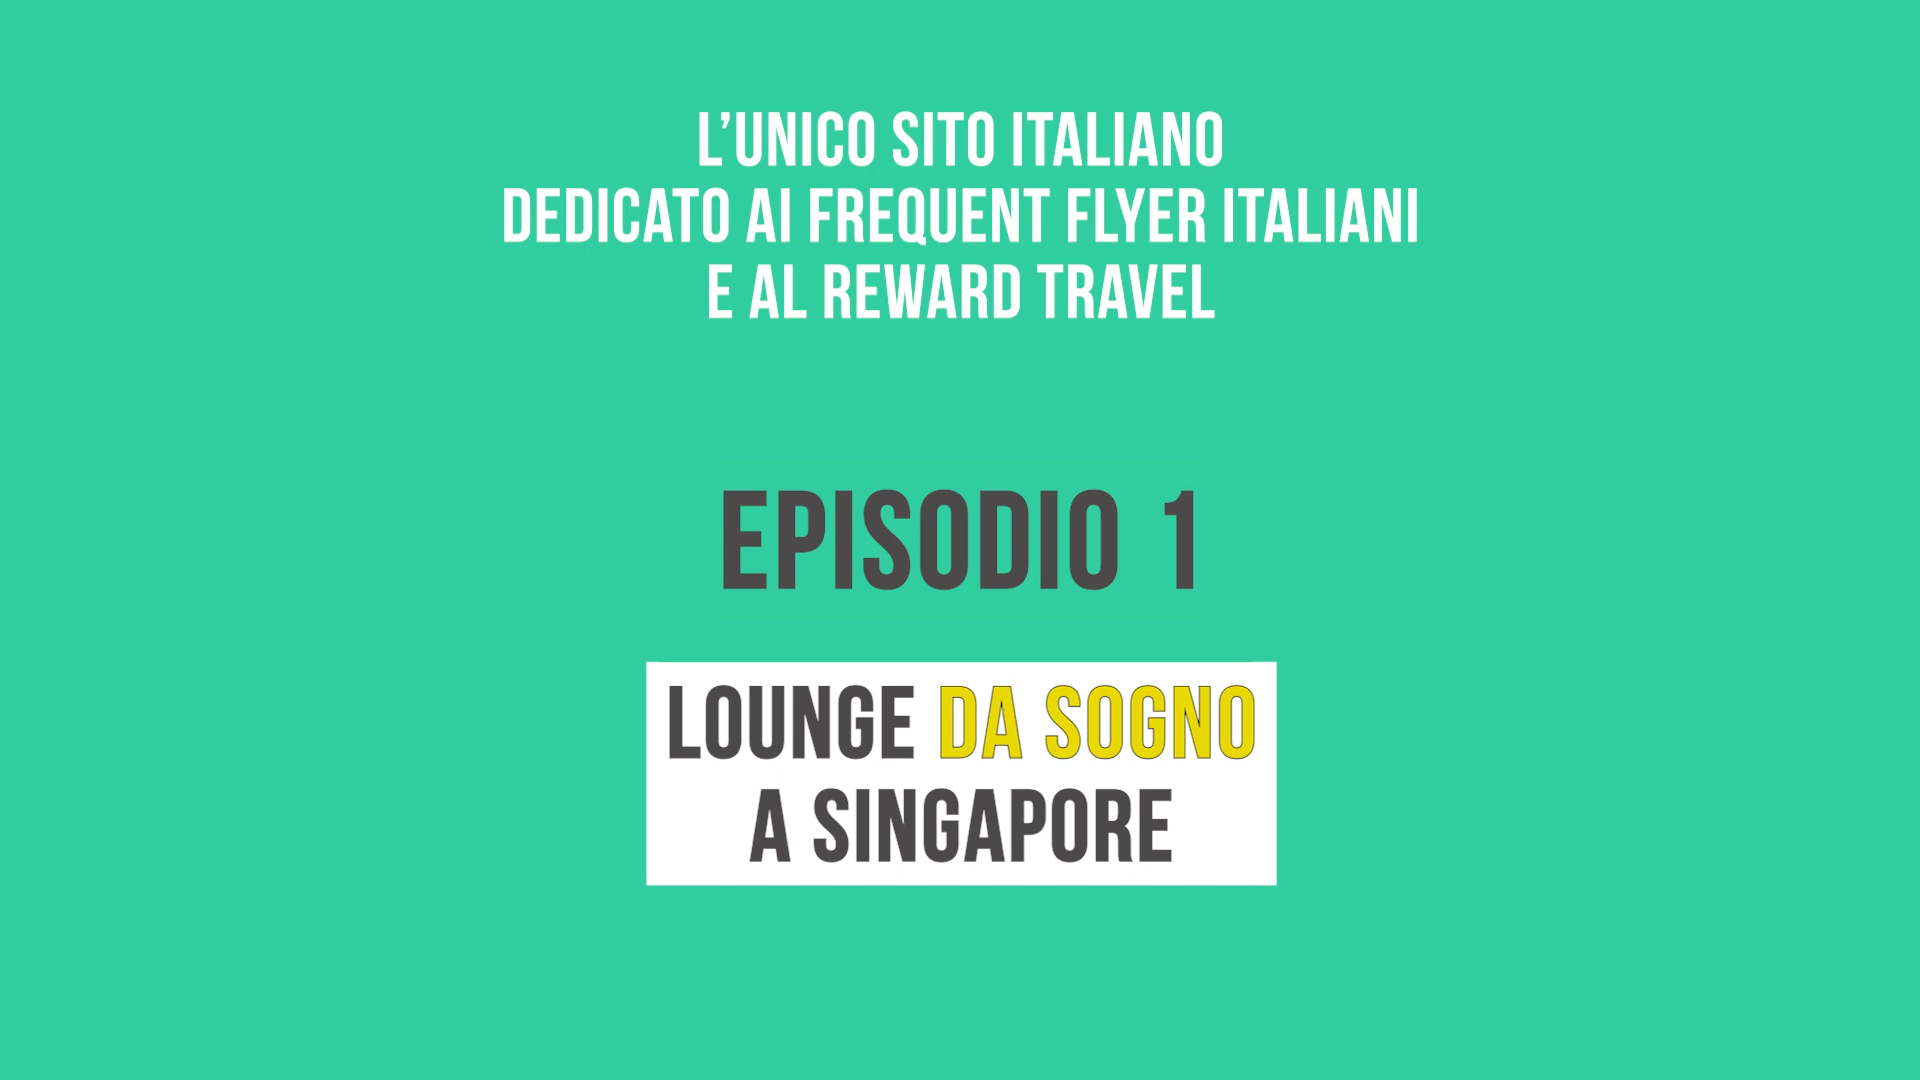 L’UNICO SITO ITALIANO
DEDICATO AI FREQUENT FLYER ITALIANI
E AL REWARD TRAVEL
EPISODIO 1
LOUNGE DA SOGNO
A SINGAPORE